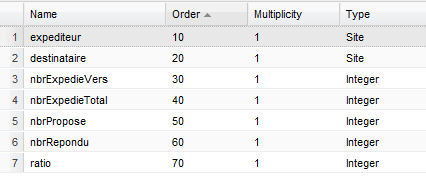 Name Order Multiplicity Type
1 expediteur 10 1 Site
2 destinataire 20 1 Site
3 nbrExpedieVers 30 1 Integer
4 nbrExpedieTotal 40 1 Integer
5 nbrPropose 50 1 Integer
6 nbrRepondu 60 1 Integer
7 ratio 70 1 Integer